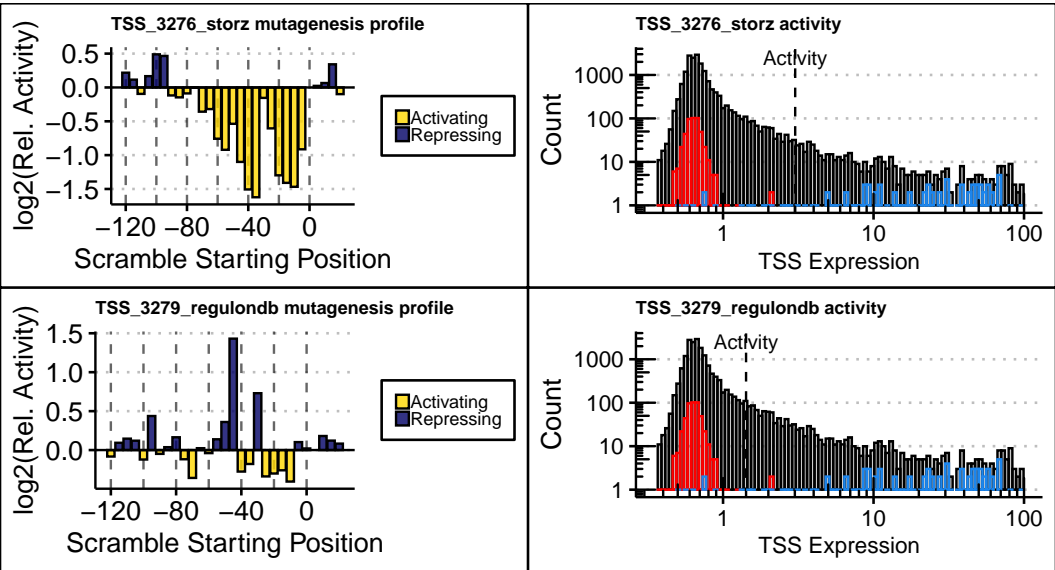 TSS_3276_storz mutagenesis profile
log2(Rel. Activity)
0.5
0.0
−0.5
−1.0
−1.5
−120 −80 −40 0
Scramble Starting Position
Activating
Repressing
TSS_3276_storz activity
Activity
Count
1000
100
10
1
1 10 100
TSS Expression
TSS_3279_regulondb mutagenesis profile
log2(Rel. Activity)
1.5
1.0
0.5
0.0
−120 −80 −40 0
Scramble Starting Position
Activating
Repressing
TSS_3279_regulondb activity
Activity
Count
1000
100
10
1
1 10 100
TSS Expression